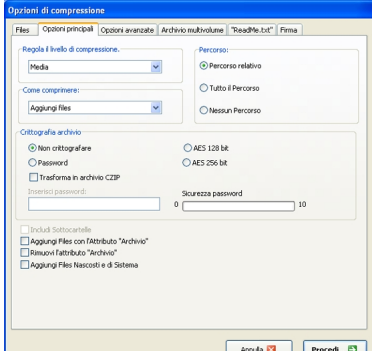 Opzioni di compressione
Files Opzioni principali Opzioni avanzate Archivio multivolume "ReadMe.txt" Firma
Regola il livello di compressione.
Media
Come comprimere:
Aggiungi files
Percorso:
Percorso relativo
Tutto il Percorso
Nessun Percorso
Crittografia archivio
Non crittografare
AES 128 bit
Password
AES 256 bit
Trasforma in archivio CZIP
Inserisci password:
Sicurezza password
0 10
Includi Sottocartelle
Aggiungi Files con l'Attributo "Archivio"
Rimuovi l'attributo "Archivio"
Aggiungi Files Nascosti e di Sistema
Annulla Procedi